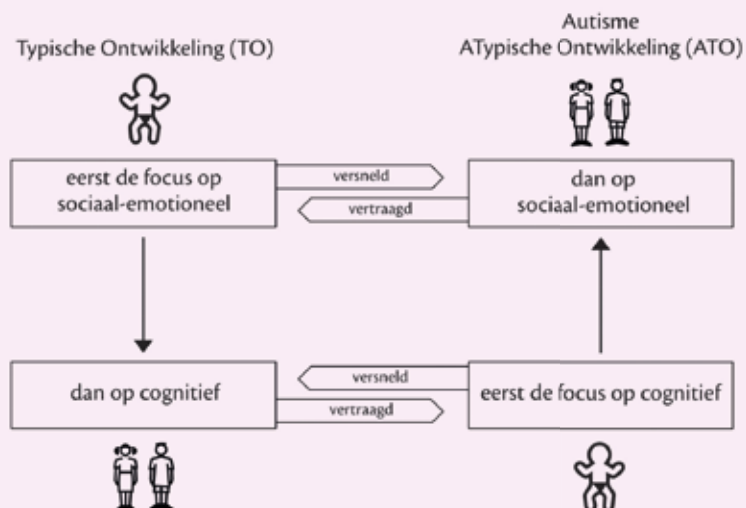 Typische Ontwikkeling (TO)
Autisme
ATypische Ontwikkeling (ATO)
eerst de focus op
sociaal-emotioneel
versneld
vertraagd
dan op
sociaal-emotioneel
dan op cognitief
versneld
vertraagd
eerst de focus op cognitief